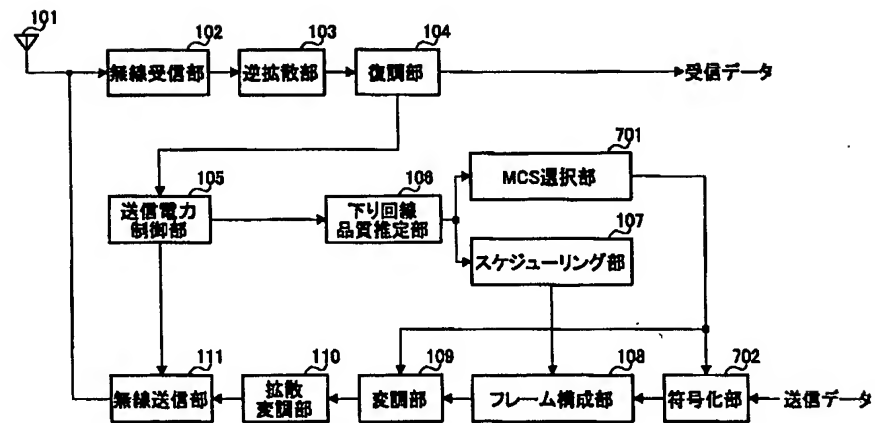 101
102
無線受信部
103
逆拡散部
104
復調部
受信データ
105
送信電力
制御部
106
下り回線
品質推定部
701
MCS選択部
107
スケジューリング部
111
無線送信部
110
拡散
変調部
109
変調部
108
フレーム構成部
702
符号化部
送信データ